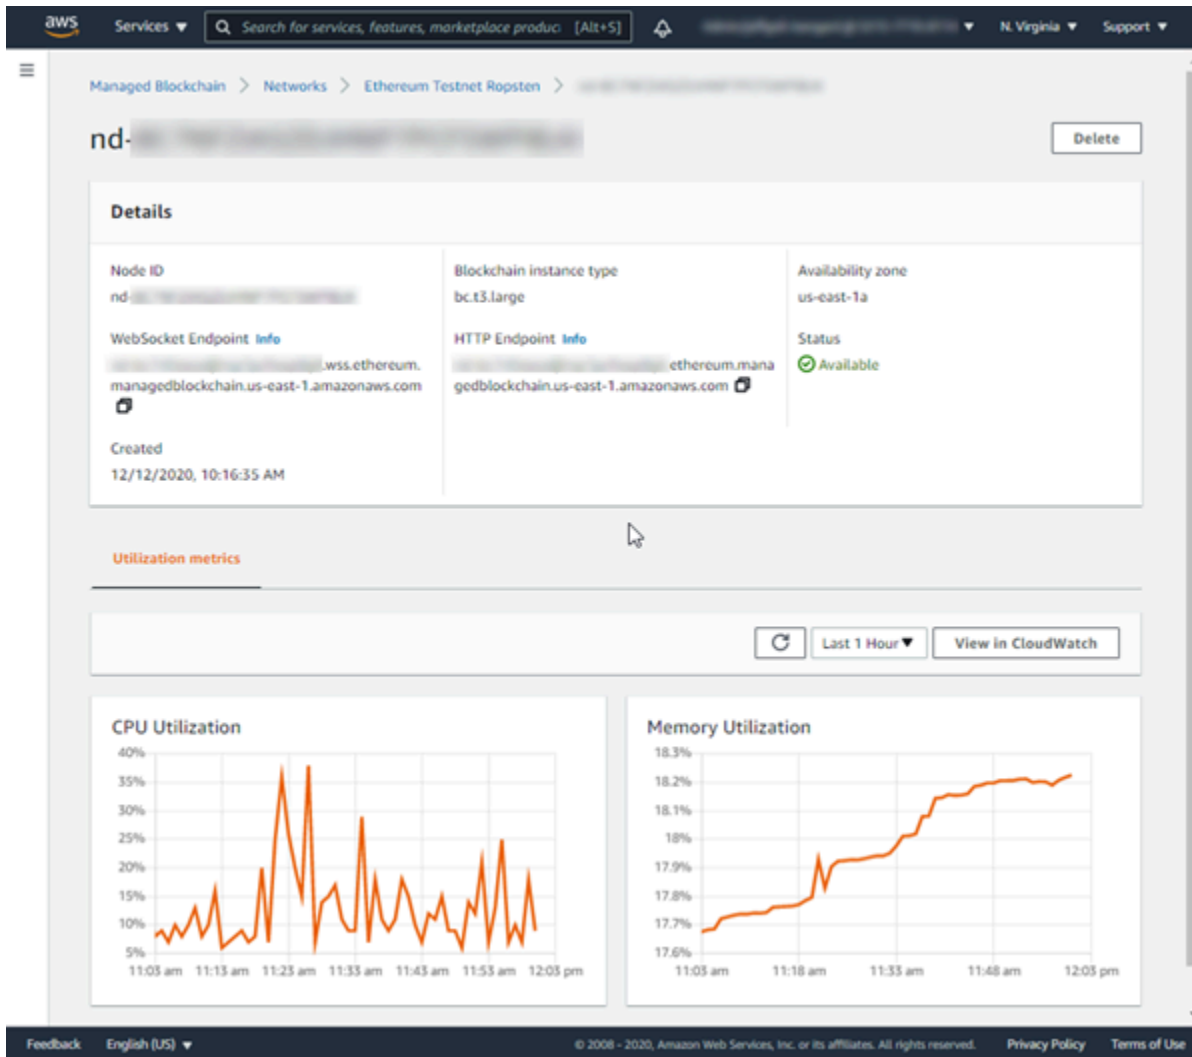 aws Services Search for services, features, marketplace produc [Alt+S] N. Virginia Support
Managed Blockchain > Networks > Ethereum Testnet Ropsten >
nd-
Delete
Details
Node ID
nd-
Blockchain instance type
bc.t3.large
Availability zone
us-east-1a
WebSocket Endpoint Info
.wss.ethereum.
managedblockchain.us-east-1.amazonaws.com
HTTP Endpoint Info
ethereum.mana
gedblockchain.us-east-1.amazonaws.com
Status
Available
Created
12/12/2020, 10:16:35 AM
Utilization metrics
Last 1 Hour View in CloudWatch
CPU Utilization
40%
35%
30%
25%
20%
15%
10%
5%
11:03 am 11:13 am 11:23 am 11:33 am 11:43 am 11:53 am 12:03 pm
Memory Utilization
18.3%
18.2%
18.1%
18%
17.9%
17.8%
17.7%
17.6%
11:03 am 11:18 am 11:33 am 11:48 am 12:03 pm
Feedback English (US) © 2008 - 2020, Amazon Web Services, Inc. or its affiliates. All rights reserved. Privacy Policy Terms of Use